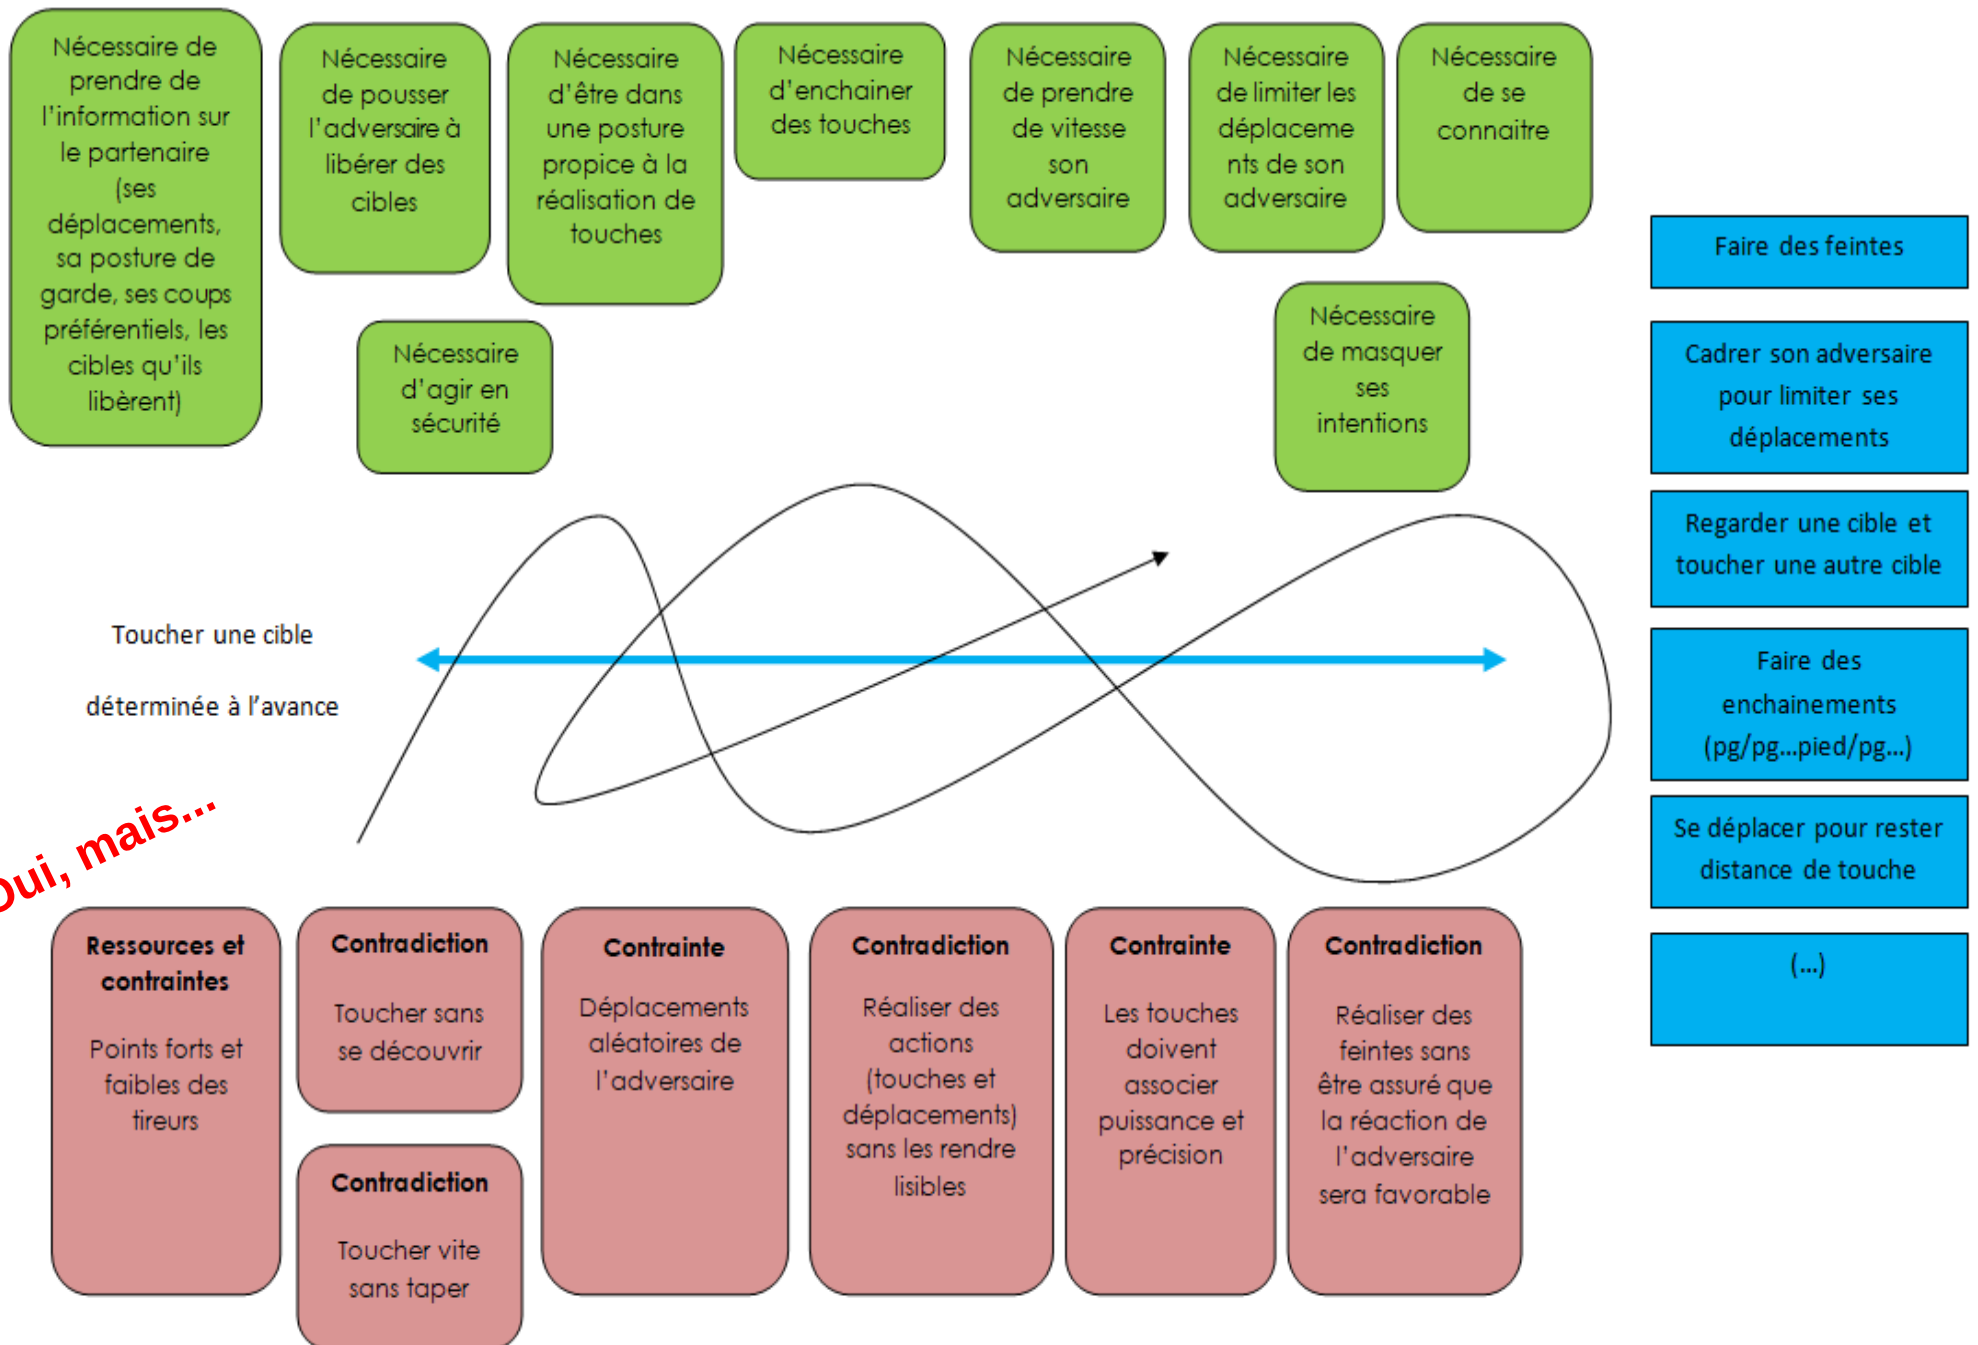 Nécessaire de
prendre de
l'information sur
le partenaire
(ses
déplacements,
sa posture de
garde, ses coups
préférentiels, les
cibles qu'ils
libèrent)
Nécessaire
de pousser
l'adversaire à
libérer des
cibles
Nécessaire
d'être dans
une posture
propice à la
réalisation de
touches
Nécessaire
d'enchainer
des touches
Nécessaire
de prendre
de vitesse
son
adversaire
Nécessaire
de limiter les
déplaceme
nts de son
adversaire
Nécessaire
de se
connaitre
Nécessaire
d'agir en
sécurité
Nécessaire
de masquer
ses
intentions
Faire des feintes
Cadrer son adversaire
pour limiter ses
déplacements
Regarder une cible et
toucher une autre cible
Faire des
enchainements
(pg/pg...pied/pg...)
Se déplacer pour rester
distance de touche
(...)
Toucher une cible
déterminée à l'avance
Oui, mais...
Ressources et
contraintes
Points forts et
faibles des
tireurs
Contradiction
Toucher sans
se découvrir
Contradiction
Toucher vite
sans taper
Contrainte
Déplacements
aléatoires de
l'adversaire
Contradiction
Réaliser des
actions
(touches et
déplacements)
sans les rendre
lisibles
Contrainte
Les touches
doivent
associer
puissance et
précision
Contradiction
Réaliser des
feintes sans
être assuré que
la réaction de
l'adversaire
sera favorable